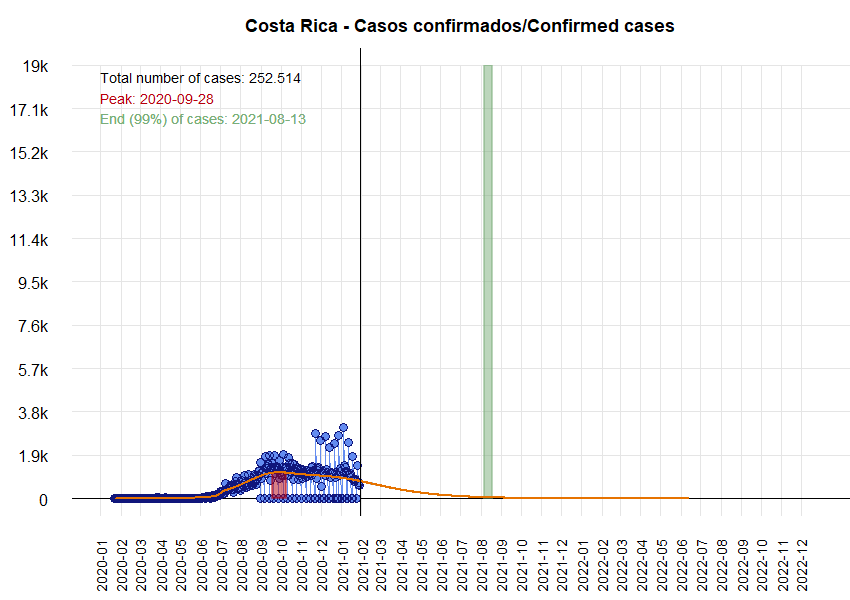 Costa Rica - Casos confirmados/Confirmed cases
Total number of cases: 252.514
Peak: 2020-09-28
End (99%) of cases: 2021-08-13
19k
17.1k
15.2k
13.3k
11.4k
9.5k
7.6k
5.7k
3.8k
1.9k
0
2020-01
2020-02
2020-03
2020-04
2020-05
2020-06
2020-07
2020-08
2020-09
2020-10
2020-11
2020-12
2021-01
2021-02
2021-03
2021-04
2021-05
2021-06
2021-07
2021-08
2021-09
2021-10
2021-11
2021-12
2022-01
2022-02
2022-03
2022-04
2022-05
2022-06
2022-07
2022-08
2022-09
2022-10
2022-11
2022-12